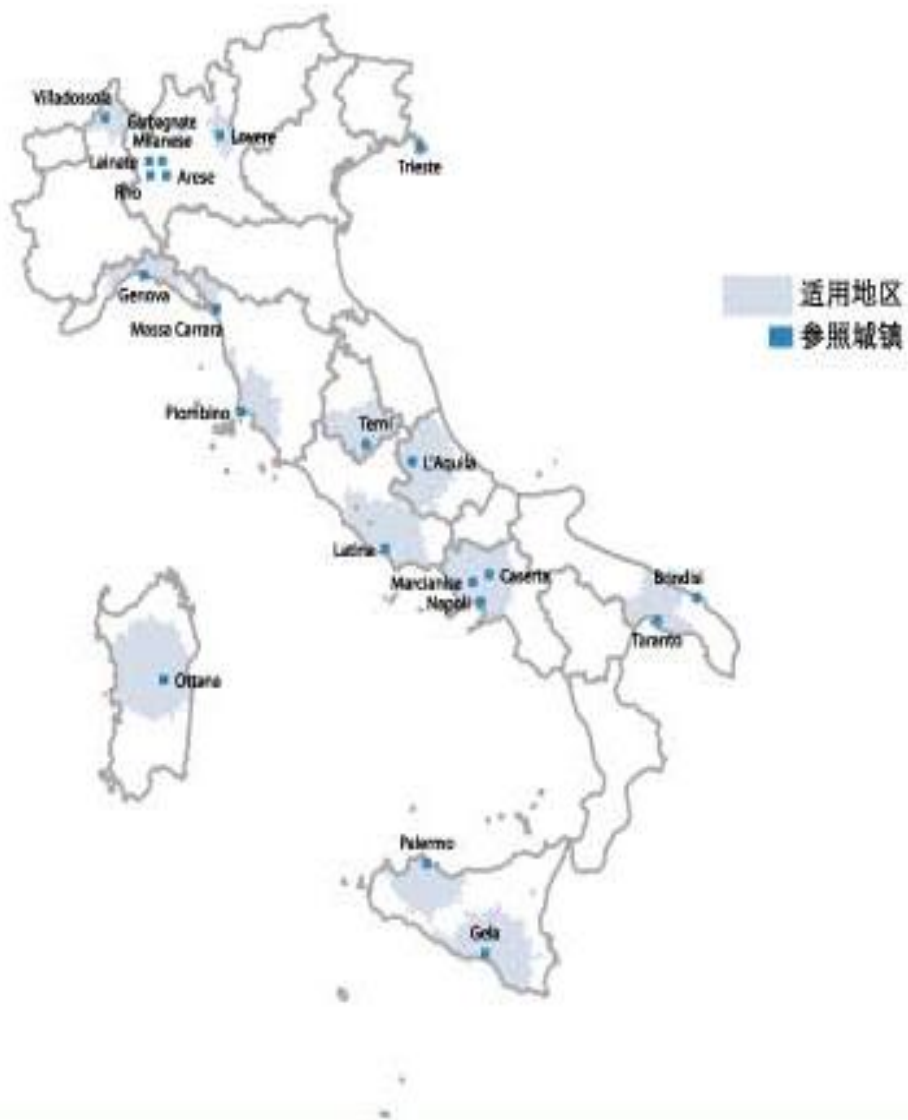 Villadossola
Garbagnate
Milanese
Lovere
Lainate
Arese
Rho
Trieste
Genova
Massa Carrara
适用地区
参照城镇
Piombino
Terni
L'Aquila
Latina
Caserta
Marcianise
Napoli
Brindisi
Taranto
Ottana
Palermo
Gela